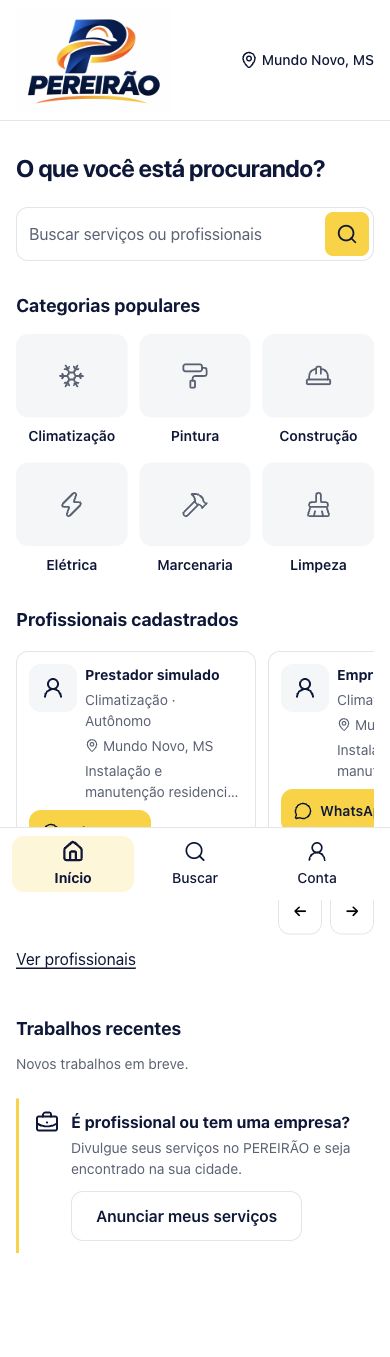 PEREIRÃO
Mundo Novo, MS
O que você está procurando?
Buscar serviços ou profissionais
Categorias populares
Climatização
Pintura
Construção
Elétrica
Marcenaria
Limpeza
Profissionais cadastrados
Prestador simulado
Climatização ·
Autônomo
Mundo Novo, MS
Instalação e
manutenção residenci...
Início
Buscar
Conta
Ver profissionais
Trabalhos recentes
Novos trabalhos em breve.
É profissional ou tem uma empresa?
Divulgue seus serviços no PEREIRÃO e seja
encontrado na sua cidade.
Anunciar meus serviços